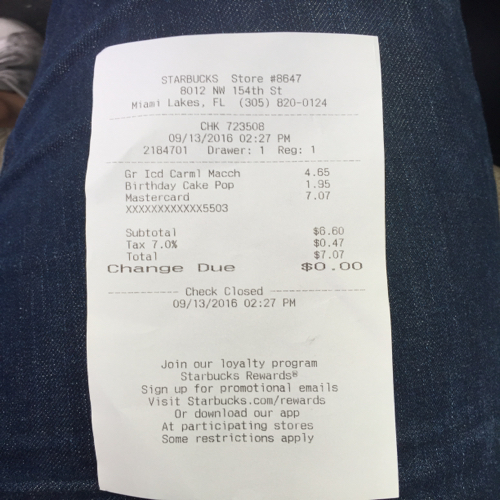 STARBUCKS Store #8647
8012 NW 154th St
Miami Lakes, FL (305) 820-0124
CHK 723508
09/13/2016 02:27 PM
2184701 Drawer: 1 Reg: 1
Gr Icd Carml Macch 4.65
Birthday Cake Pop 1.95
Mastercard 7.07
XXXXXXXXXXXX5503
Subtotal $6.60
Tax 7.0% $0.47
Total $7.07
Change Due $0.00
Check Closed
09/13/2016 02:27 PM
Join our loyalty program
Starbucks Rewards®
Sign up for promotional emails
Visit Starbucks.com/rewards
Or download our app
At participating stores
Some restrictions apply